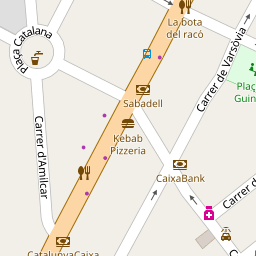 La bota
del racó
Plaça
Catalana
Carrer de Varsòvia
Plaç
Guin
Sabadell
Kebab
Pizzeria
Carrer d'Amílcar
CaixaBank
Carrer d
Carre
CatalunyaCaixa